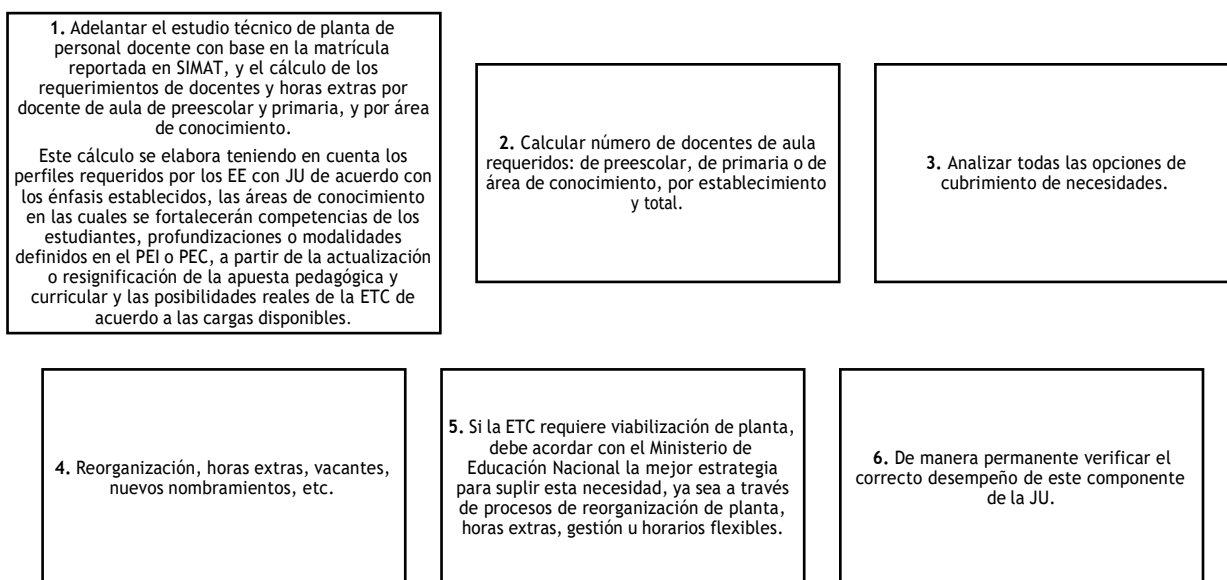 1. Adelantar el estudio técnico de planta de
personal docente con base en la matrícula
reportada en SIMAT, y el cálculo de los
requerimientos de docentes y horas extras por
docente de aula de preescolar y primaria, y por área
de conocimiento.
Este cálculo se elabora teniendo en cuenta los
perfiles requeridos por los EE con JU de acuerdo con
los énfasis establecidos, las áreas de conocimiento
en las cuales se fortalecerán competencias de los
estudiantes, profundizaciones o modalidades
definidos en el PEI o PEC, a partir de la actualización
o resignificación de la apuesta pedagógica y
curricular y las posibilidades reales de la ETC de
acuerdo a las cargas disponibles.
2. Calcular número de docentes de aula
requeridos: de preescolar, de primaria o de
área de conocimiento, por establecimiento
y total.
3. Analizar todas las opciones de
cubrimiento de necesidades.
4. Reorganización, horas extras, vacantes,
nuevos nombramientos, etc.
5. Si la ETC requiere viabilización de planta,
debe acordar con el Ministerio de
Educación Nacional la mejor estrategia
para suplir esta necesidad, ya sea a través
de procesos de reorganización de planta,
horas extras, gestión u horarios flexibles.
6. De manera permanente verificar el
correcto desempeño de este componente
de la JU.